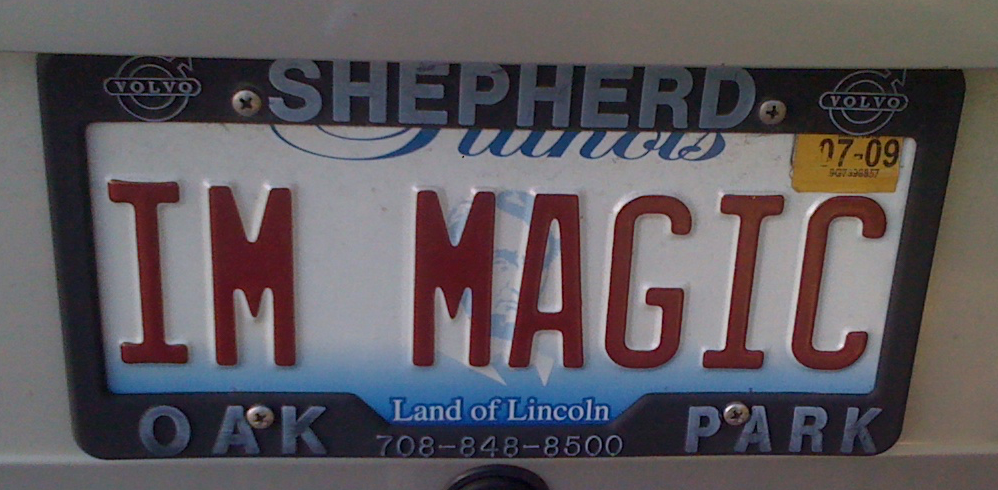 VOLVO SHEPHERD VOLVO
Illinois
07-09
IM MAGIC
Land of Lincoln
OAK PARK
708-848-8500